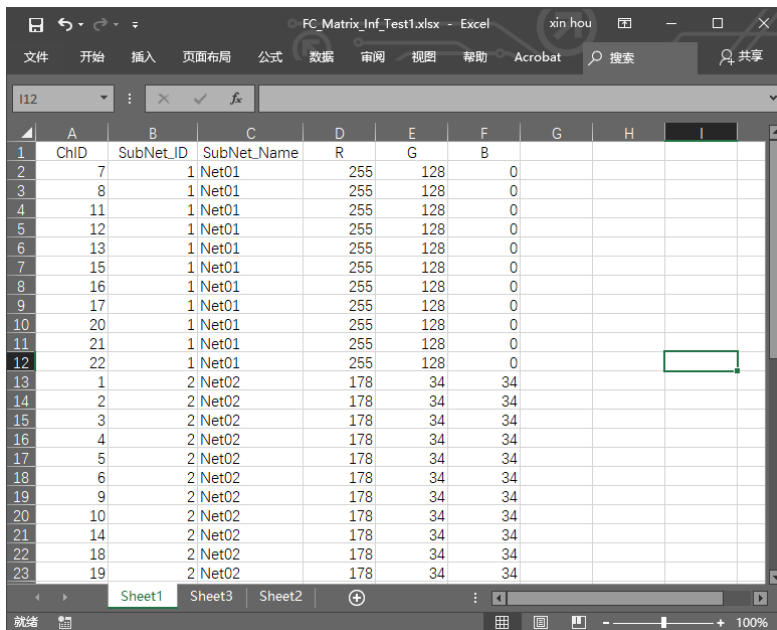 FC_Matrix_Inf_Test1.xlsx - Excel xin hou
文件 开始 插入 页面布局 公式 数据 审阅 视图 帮助 Acrobat 搜索 共享
I12 fx
A B C D E F G H I
1 ChID SubNet_ID SubNet_Name R G B
2 7 1 Net01 255 128 0
3 8 1 Net01 255 128 0
4 11 1 Net01 255 128 0
5 12 1 Net01 255 128 0
6 13 1 Net01 255 128 0
7 15 1 Net01 255 128 0
8 16 1 Net01 255 128 0
9 17 1 Net01 255 128 0
10 20 1 Net01 255 128 0
11 21 1 Net01 255 128 0
12 22 1 Net01 255 128 0
13 1 2 Net02 178 34 34
14 2 2 Net02 178 34 34
15 3 2 Net02 178 34 34
16 4 2 Net02 178 34 34
17 5 2 Net02 178 34 34
18 6 2 Net02 178 34 34
19 9 2 Net02 178 34 34
20 10 2 Net02 178 34 34
21 14 2 Net02 178 34 34
22 18 2 Net02 178 34 34
23 19 2 Net02 178 34 34
Sheet1 Sheet3 Sheet2
就绪 100%